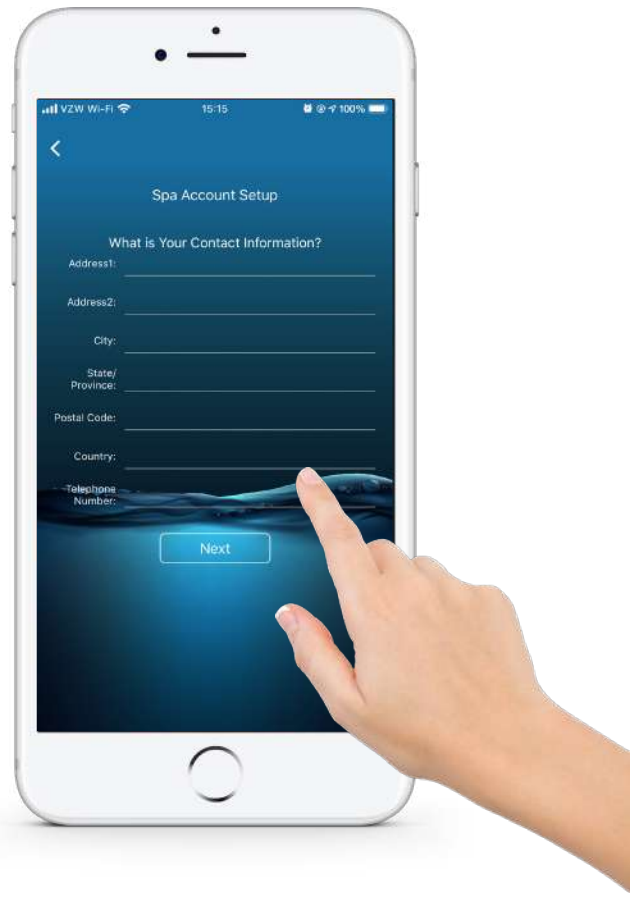 VZW Wi-Fi 15:15 100%
Spa Account Setup
What is Your Contact Information?
Address1:
Address2:
City:
State/
Province:
Postal Code:
Country:
Telephone
Number:
Next